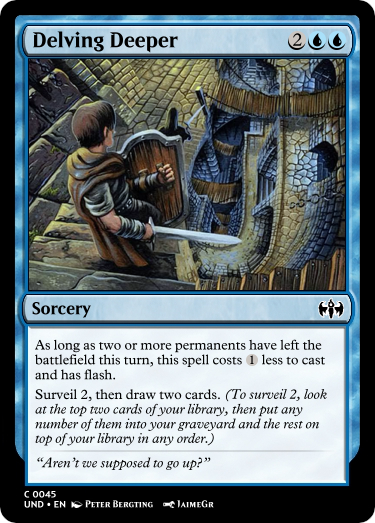 Delving Deeper 2
Sorcery
As long as two or more permanents have left the
battlefield this turn, this spell costs 1 less to cast
and has flash.
Surveil 2, then draw two cards. (To surveil 2, look
at the top two cards of your library, then put any
number of them into your graveyard and the rest on
top of your library in any order.)
“Aren’t we supposed to go up?”
C 0045
UND • EN Peter Bergting JaimeGr